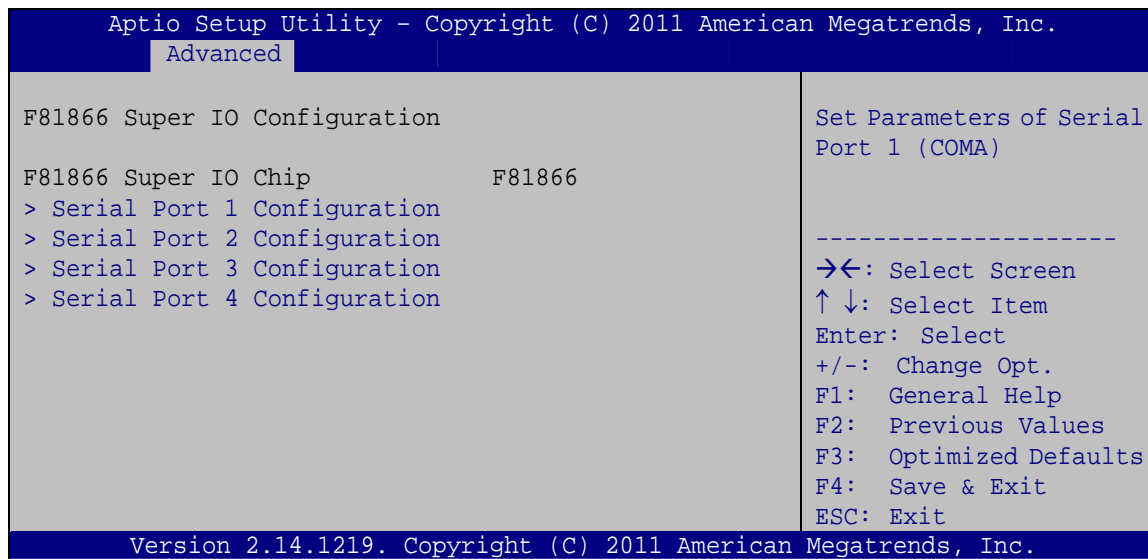 Aptio Setup Utility – Copyright (C) 2011 American Megatrends, Inc.
Advanced
F81866 Super IO Configuration
F81866 Super IO Chip F81866
> Serial Port 1 Configuration
> Serial Port 2 Configuration
> Serial Port 3 Configuration
> Serial Port 4 Configuration
Set Parameters of Serial
Port 1 (COMA)
---------------------
→←: Select Screen
↑ ↓: Select Item
Enter: Select
+/-: Change Opt.
F1: General Help
F2: Previous Values
F3: Optimized Defaults
F4: Save & Exit
ESC: Exit
Version 2.14.1219. Copyright (C) 2011 American Megatrends, Inc.